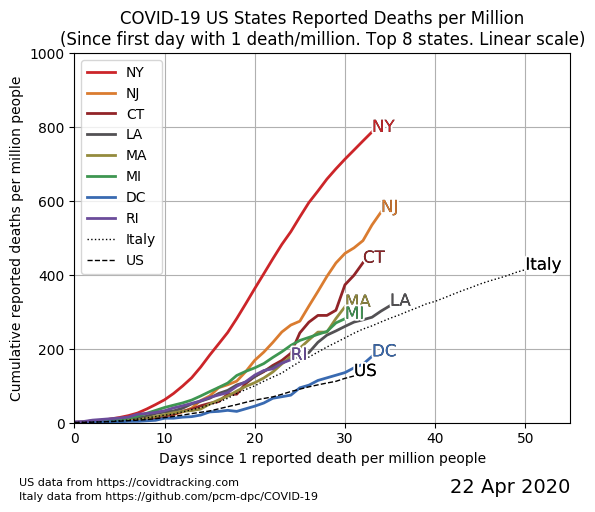 COVID-19 US States Reported Deaths per Million
(Since first day with 1 death/million. Top 8 states. Linear scale)
Cumulative reported deaths per million people
1000
800
600
400
200
0
NY
NJ
CT
LA
MA
MI
DC
RI
Italy
US
NY
NJ
CT
Italy
MA
LA
MI
DC
RI
US
0 10 20 30 40 50
Days since 1 reported death per million people
US data from https://covidtracking.com
Italy data from https://github.com/pcm-dpc/COVID-19
22 Apr 2020